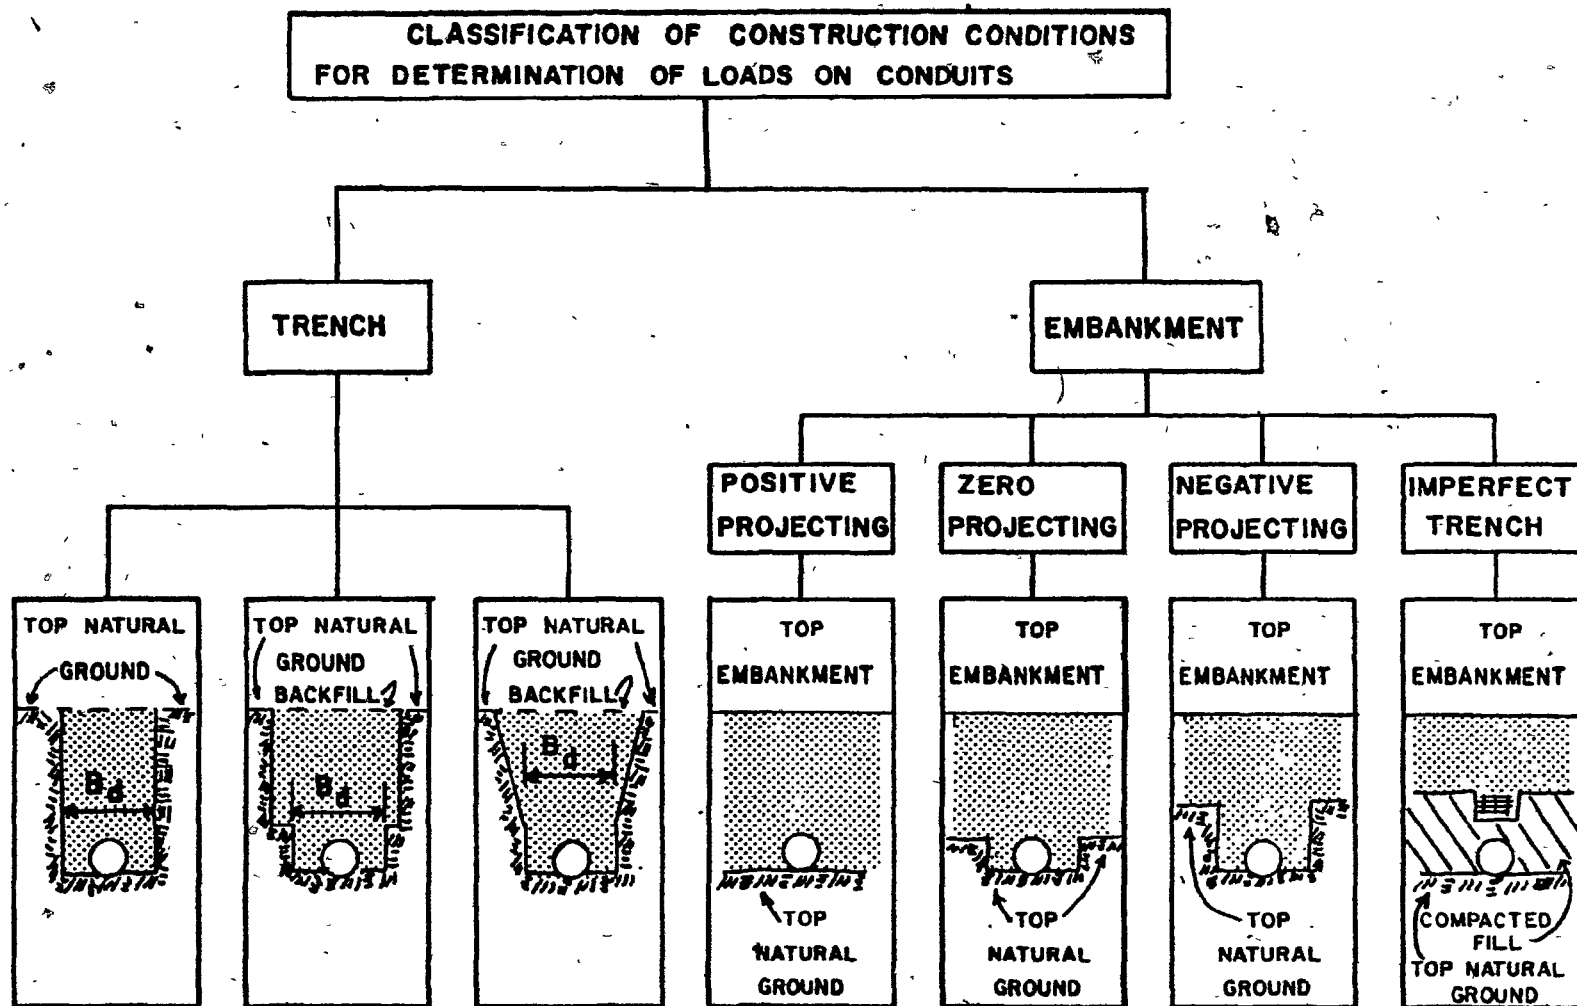 CLASSIFICATION OF CONSTRUCTION CONDITIONS
FOR DETERMINATION OF LOADS ON CONDUITS
TRENCH
EMBANKMENT
POSITIVE
PROJECTING
ZERO
PROJECTING
NEGATIVE
PROJECTING
IMPERFECT
TRENCH
TOP NATURAL
GROUND
Bd
TOP NATURAL
GROUND
BACKFILL
Bd
TOP NATURAL
GROUND
BACKFILL
Bd
TOP
EMBANKMENT
TOP
NATURAL
GROUND
TOP
EMBANKMENT
TOP
NATURAL
GROUND
TOP
EMBANKMENT
TOP
NATURAL
GROUND
TOP
EMBANKMENT
COMPACTED
FILL
TOP NATURAL
GROUND